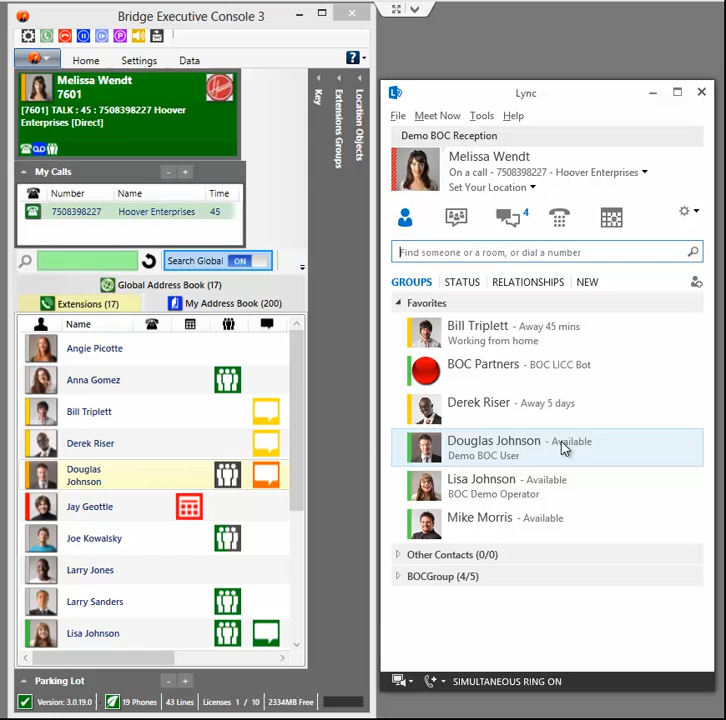 Bridge Executive Console 3
Home Settings Data
Melissa Wendt
7601
[7601] TALK : 45 : 7508398227 Hoover
Enterprises [Direct]
Key
Extensions Groups
Location Objects
My Calls
Number Name Time
7508398227 Hoover Enterprises 45
Search Global ON
Global Address Book (17)
Extensions (17) My Address Book (200)
Name
Angie Picotte
Anna Gomez
Bill Triplett
Derek Riser
Douglas
Johnson
Jay Geottle
Joe Kowalsky
Larry Jones
Larry Sanders
Lisa Johnson
Parking Lot
Version: 3.0.19.0 19 Phones 43 Lines Licenses 1 / 10 2334MB Free
Lync
File Meet Now Tools Help
Demo BOC Reception
Melissa Wendt
On a call - 7508398227 - Hoover Enterprises
Set Your Location
4
Find someone or a room, or dial a number
GROUPS STATUS RELATIONSHIPS NEW
Favorites
Bill Triplett - Away 45 mins
Working from home
BOC Partners - BOC LICC Bot
Derek Riser - Away 5 days
Douglas Johnson - Available
Demo BOC User
Lisa Johnson - Available
BOC Demo Operator
Mike Morris - Available
Other Contacts (0/0)
BOCGroup (4/5)
SIMULTANEOUS RING ON